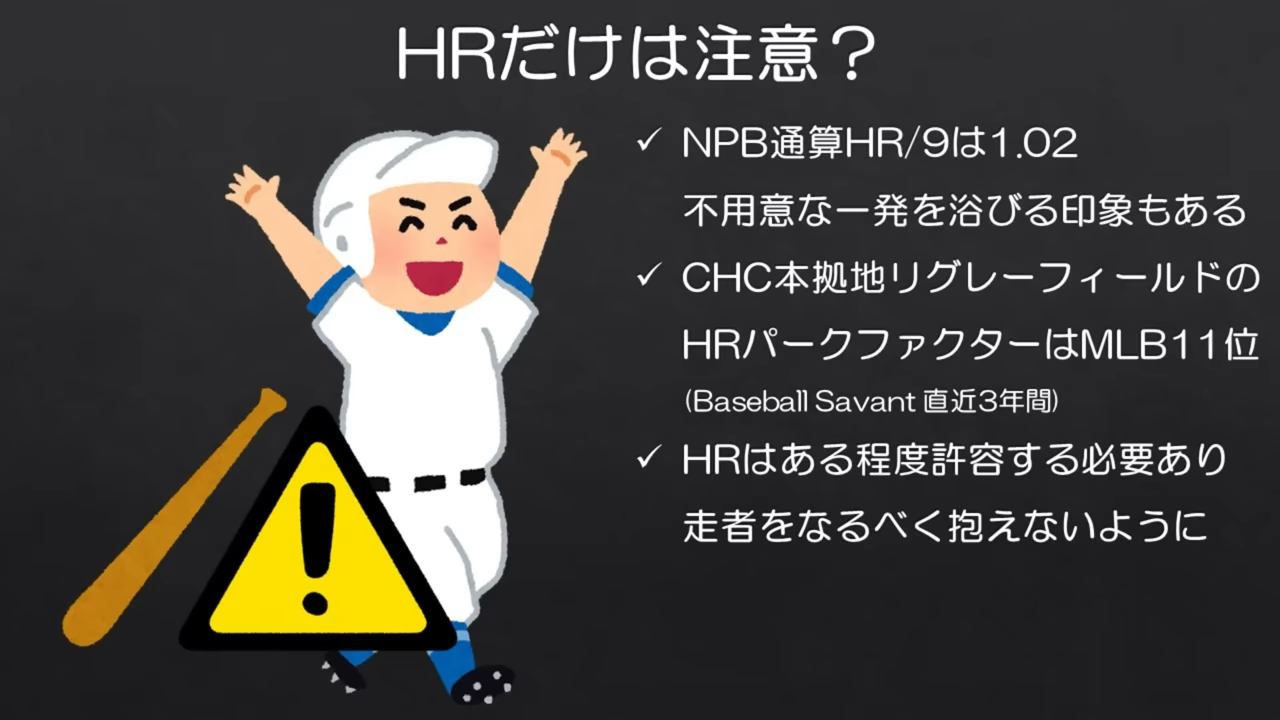 HRだけは注意？
✓ NPB通算HR/9は1.02
不用意な一発を浴びる印象もある
✓ CHC本拠地リグレーフィールドの
HRパークファクターはMLB11位
(Baseball Savant 直近3年間)
✓ HRはある程度許容する必要あり
走者をなるべく抱えないように